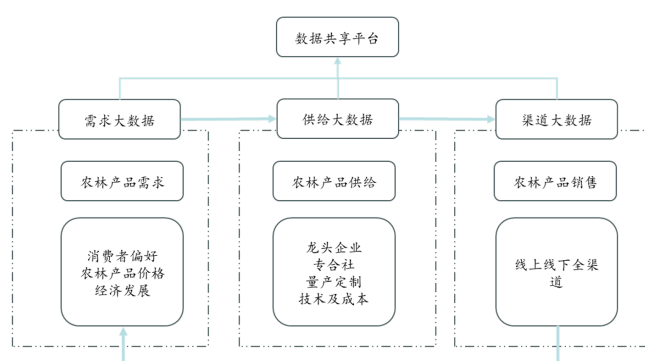 数据共享平台
需求大数据
供给大数据
渠道大数据
农林产品需求
农林产品供给
农林产品销售
消费者偏好
农林产品价格
经济发展
龙头企业
专合社
量产定制
技术及成本
线上线下全渠
道